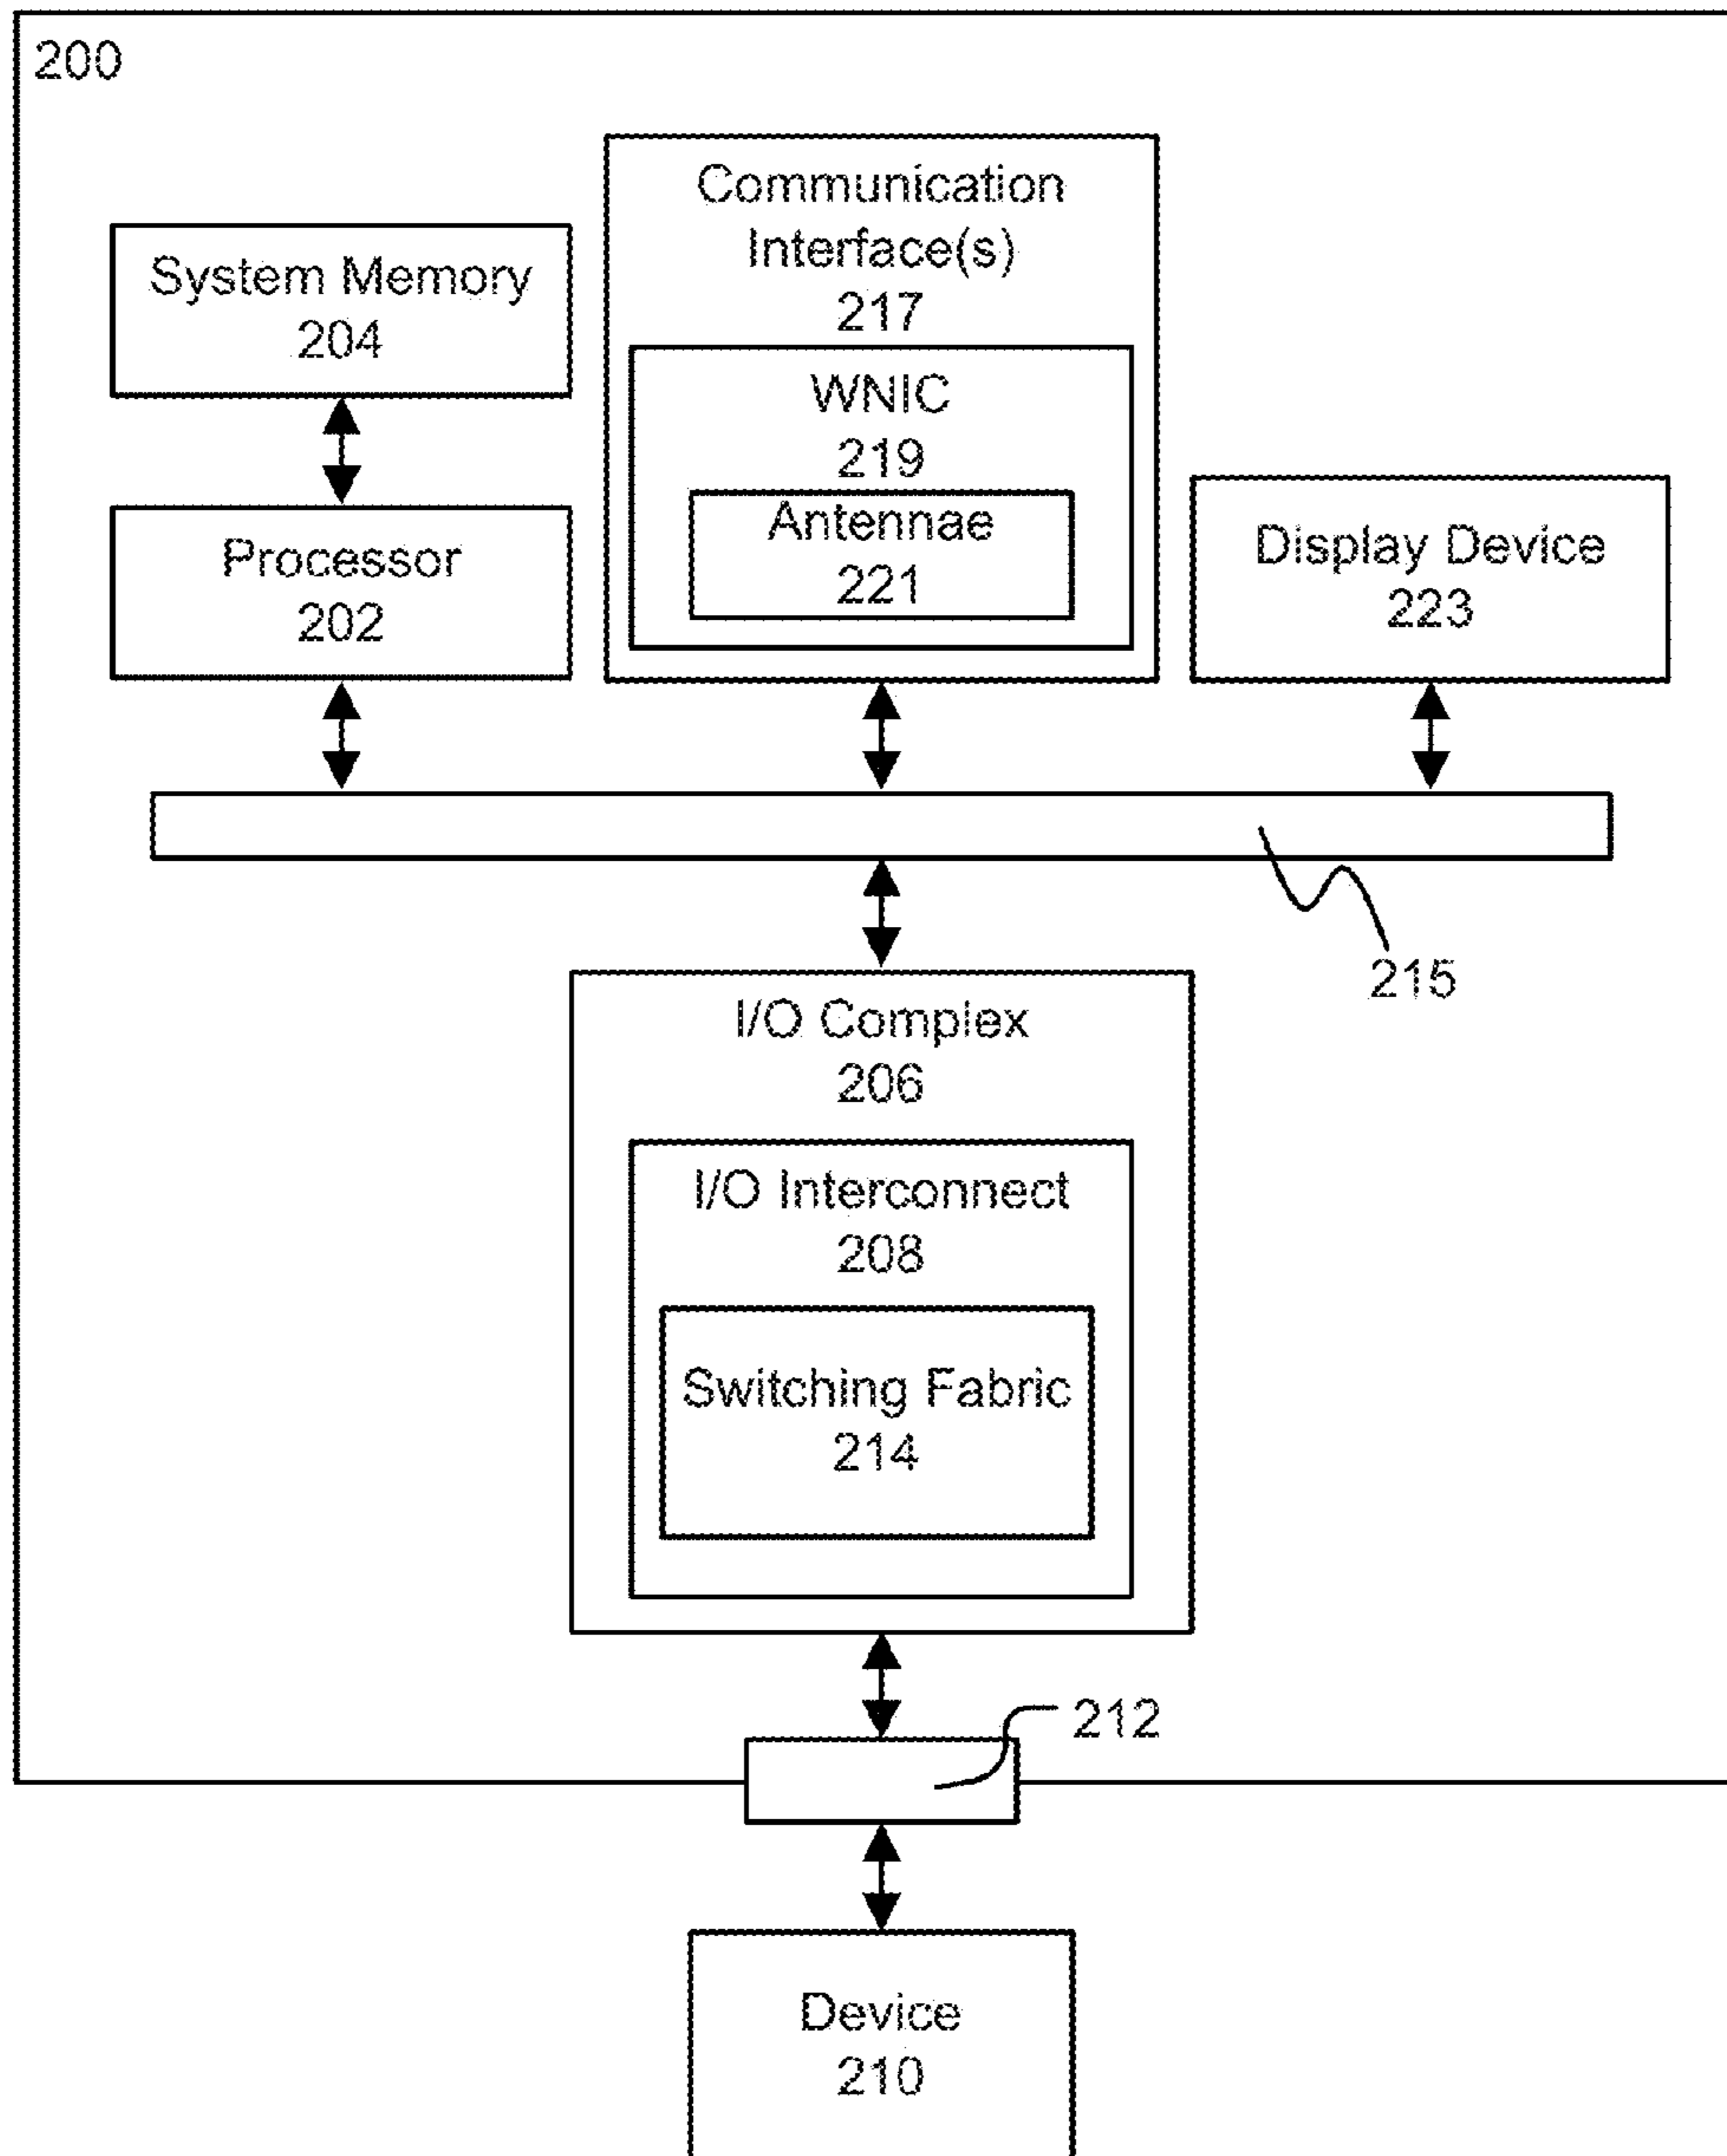 200
Communication
Interface(s)
217
System Memory
204
WNIC
219
Antennae
221
Processor
202
Display Device
223
215
I/O Complex
206
I/O Interconnect
208
Switching Fabric
214
212
Device
210